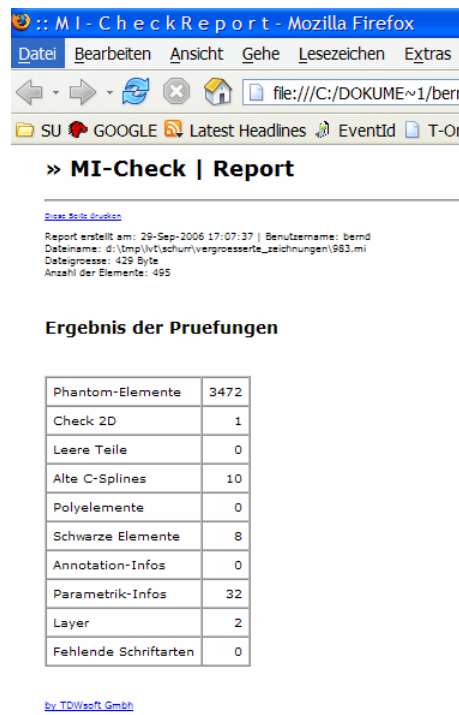 :: M I - C h e c k R e p o r t - Mozilla Firefox
Datei Bearbeiten Ansicht Gehe Lesezeichen Extras
file:///C:/DOKUME~1/ber
SU GOOGLE Latest Headlines EventId
» MI-Check | Report
Diese Seite drucken
Report erstellt am: 29-Sep-2006 17:07:37 | Benutzername: bernd
Dateiname: d:\tmp\lvt\schurr\vergroesserte_zeichnungen\983.mi
Dateigroesse: 429 Byte
Anzahl der Elemente: 495
Ergebnis der Pruefungen
Phantom-Elemente 3472
Check 2D 1
Leere Teile 0
Alte C-Splines 10
Polyelemente 0
Schwarze Elemente 8
Annotation-Infos 0
Parametrik-Infos 32
Layer 2
Fehlende Schriftarten 0
by TDWsoft Gmbh